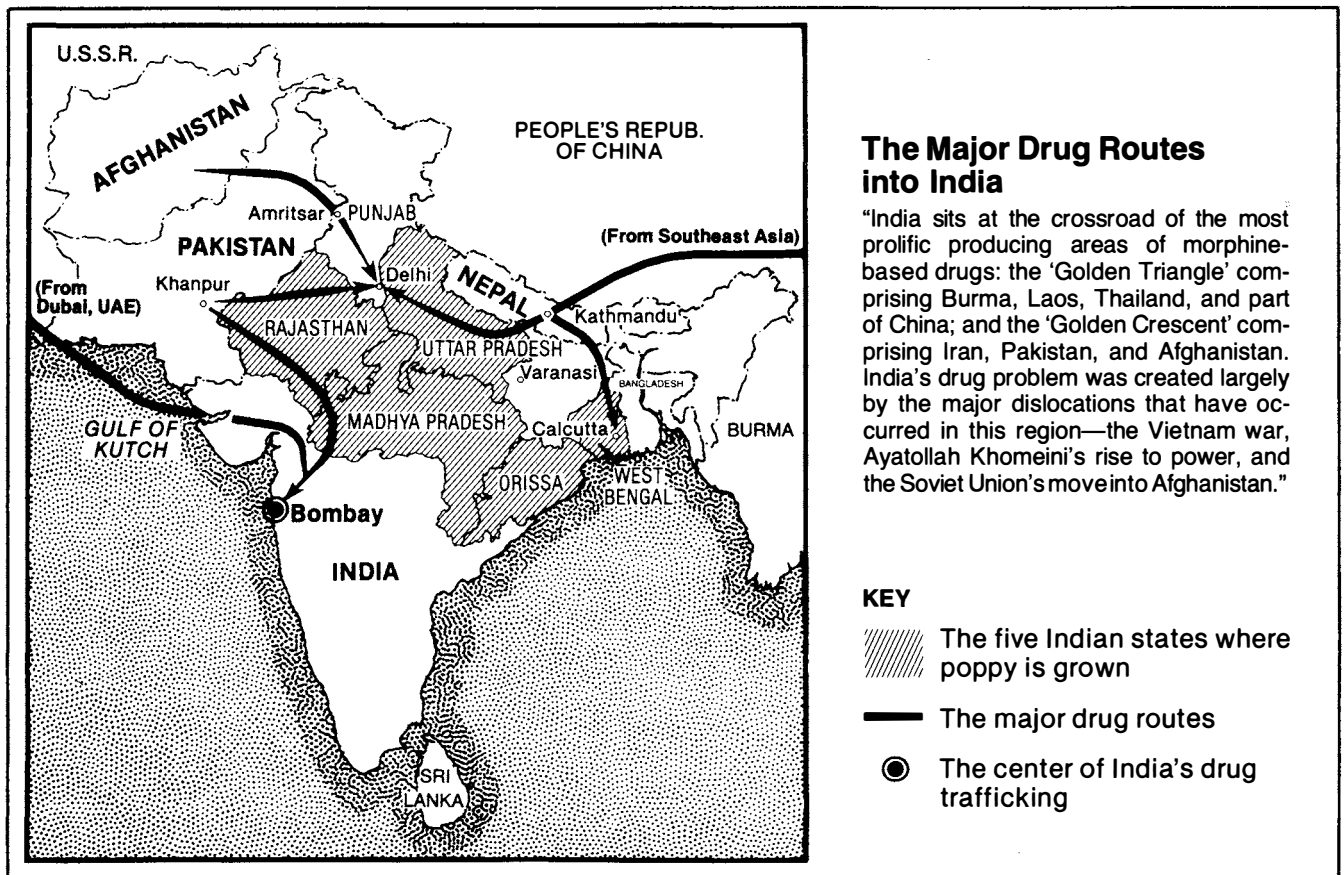 U.S.S.R.
AFGHANISTAN
PEOPLE'S REPUB.
OF CHINA
Amritsar
PUNJAB
PAKISTAN
(From Southeast Asia)
Delhi
NEPAL
Khanpur
(From
Dubai, UAE)
Kathmandu
RAJASTHAN
UTTAR PRADESH
Varanasi
BANGLADESH
MADHYA PRADESH
Calcutta
BURMA
GULF OF
KUTCH
ORISSA
WEST
BENGAL
Bombay
INDIA
SRI
LANKA
The Major Drug Routes
into India
“India sits at the crossroad of the most
prolific producing areas of morphine-
based drugs: the ‘Golden Triangle’ com-
prising Burma, Laos, Thailand, and part
of China; and the ‘Golden Crescent’ com-
prising Iran, Pakistan, and Afghanistan.
India’s drug problem was created largely
by the major dislocations that have oc-
curred in this region—the Vietnam war,
Ayatollah Khomeini’s rise to power, and
the Soviet Union’s move into Afghanistan.”
KEY
The five Indian states where
poppy is grown
The major drug routes
The center of India’s drug
trafficking